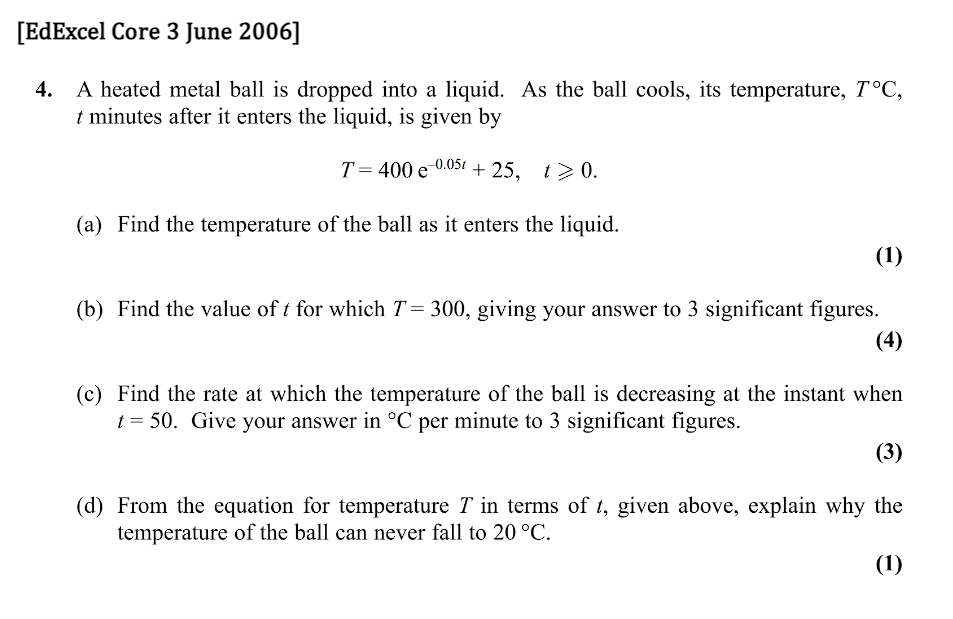 [EdExcel Core 3 June 2006]
4. A heated metal ball is dropped into a liquid. As the ball cools, its temperature, T °C,
t minutes after it enters the liquid, is given by
T = 400 e^{–0.05t} + 25, t ⩾ 0.
(a) Find the temperature of the ball as it enters the liquid.
(1)
(b) Find the value of t for which T = 300, giving your answer to 3 significant figures.
(4)
(c) Find the rate at which the temperature of the ball is decreasing at the instant when
t = 50. Give your answer in °C per minute to 3 significant figures.
(3)
(d) From the equation for temperature T in terms of t, given above, explain why the
temperature of the ball can never fall to 20 °C.
(1)